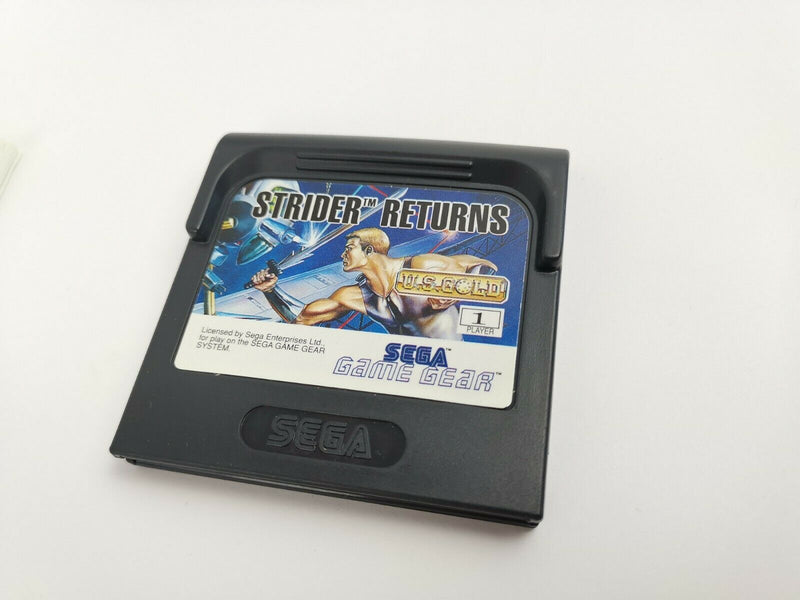 STRIDER™ RETURNS
U.S. GOLD
1
PLAYER
Licensed by Sega Enterprises Ltd.,
for play on the SEGA GAME GEAR
SYSTEM.
SEGA™
GAME GEAR™
SEGA